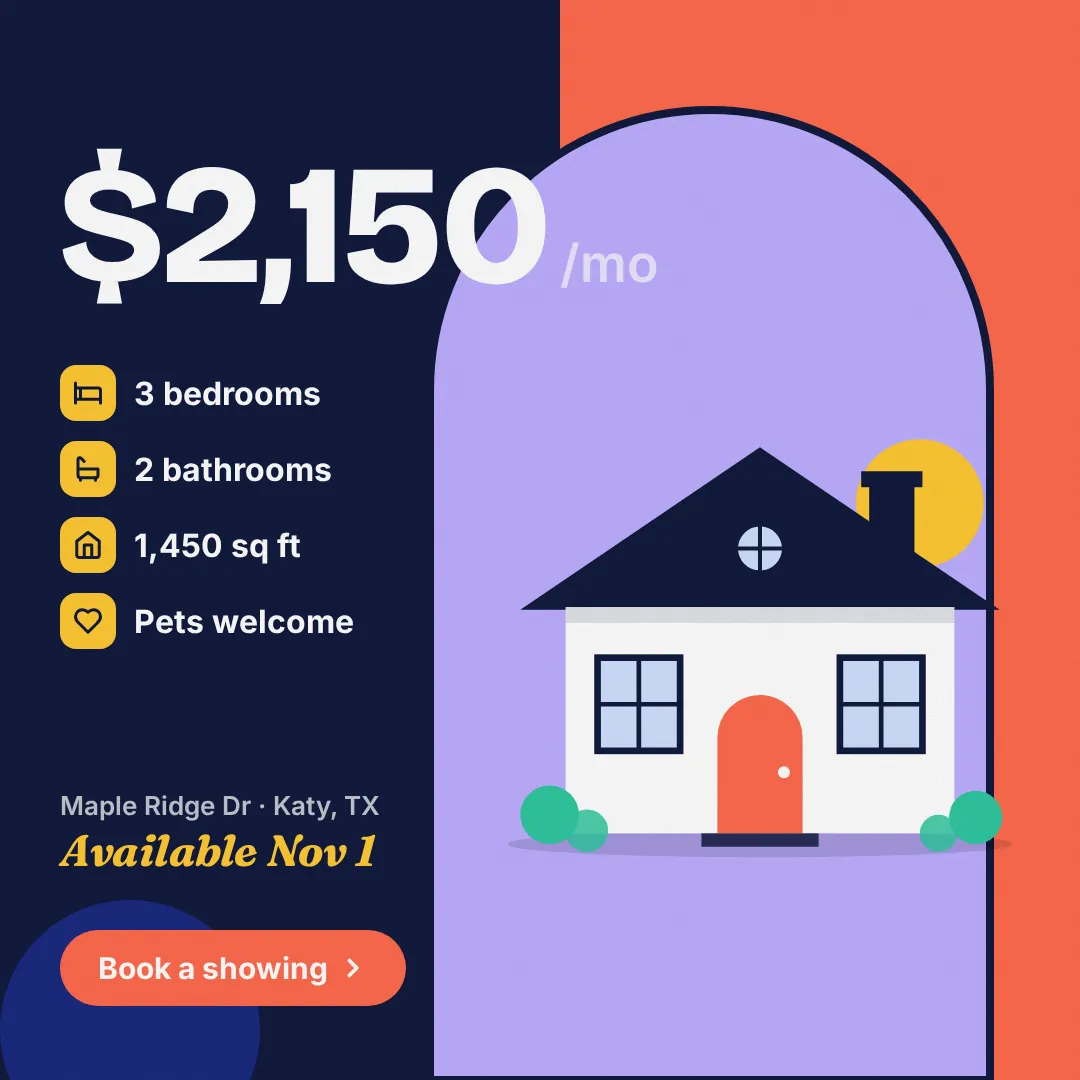 $2,150 /mo
3 bedrooms
2 bathrooms
1,450 sq ft
Pets welcome
Maple Ridge Dr · Katy, TX
Available Nov 1
Book a showing